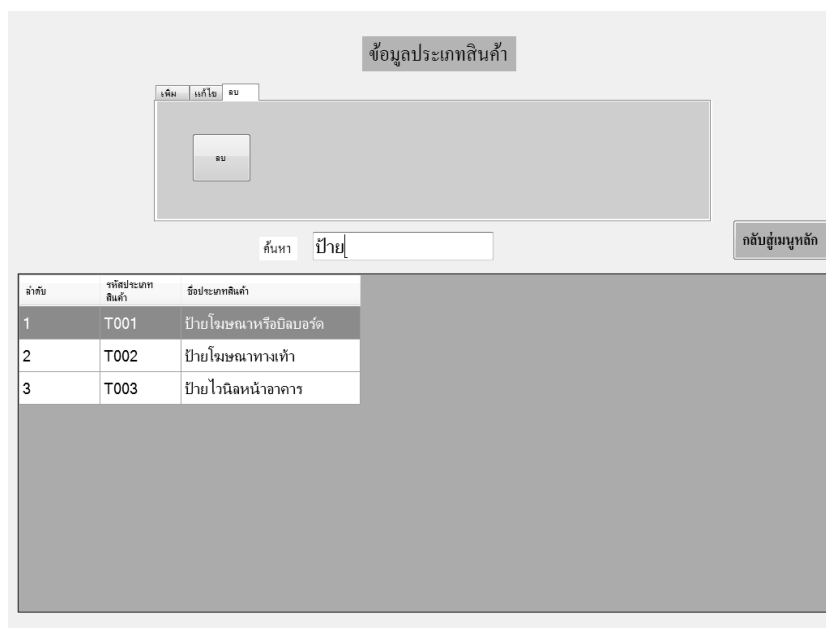 ข้อมูลประเภทสินค้า
เพิ่ม แก้ไข ลบ
ลบ
ค้นหา ป้าย
กลับสู่เมนูหลัก
ลำดับ รหัสประเภท ชื่อประเภทสินค้า
สินค้า
1 T001 ป้ายโฆษณาหรือบิลบอร์ด
2 T002 ป้ายโฆษณาทางเท้า
3 T003 ป้ายไวนิลหน้าอาคาร